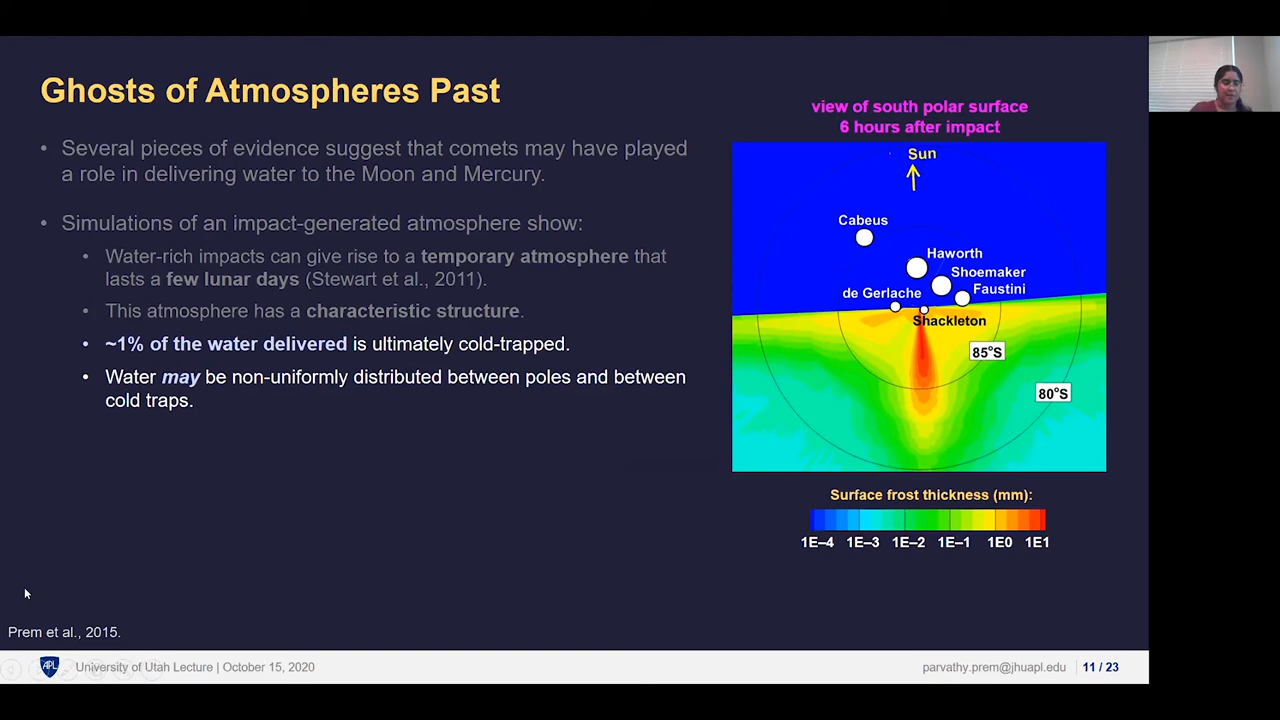 Ghosts of Atmospheres Past
• Several pieces of evidence suggest that comets may have played
a role in delivering water to the Moon and Mercury.
• Simulations of an impact-generated atmosphere show:
• Water-rich impacts can give rise to a temporary atmosphere that
lasts a few lunar days (Stewart et al., 2011).
• This atmosphere has a characteristic structure.
• ~1% of the water delivered is ultimately cold-trapped.
• Water may be non-uniformly distributed between poles and between
cold traps.
view of south polar surface
6 hours after impact
Sun
Cabeus
Haworth
Shoemaker
Faustini
de Gerlache
Shackleton
85°S
80°S
Surface frost thickness (mm):
1E–4 1E–3 1E–2 1E–1 1E0 1E1
Prem et al., 2015.
APL University of Utah Lecture | October 15, 2020
parvathy.prem@jhuapl.edu 11 / 23